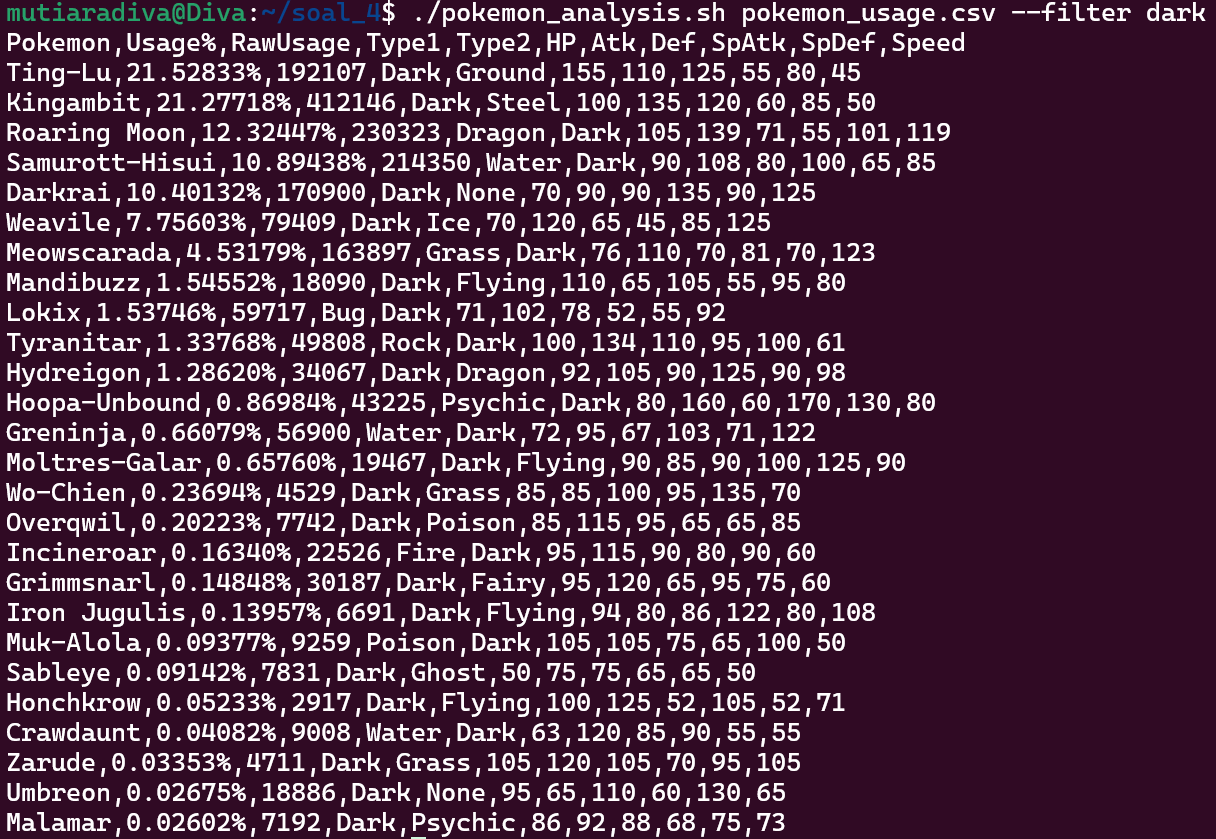 mutiaradiva@Diva:~/soal_4$ ./pokemon_analysis.sh pokemon_usage.csv --filter dark
Pokemon,Usage%,RawUsage,Type1,Type2,HP,Atk,Def,SpAtk,SpDef,Speed
Ting-Lu,21.52833%,192107,Dark,Ground,155,110,125,55,80,45
Kingambit,21.27718%,412146,Dark,Steel,100,135,120,60,85,50
Roaring Moon,12.32447%,230323,Dragon,Dark,105,139,71,55,101,119
Samurott-Hisui,10.89438%,214350,Water,Dark,90,108,80,100,65,85
Darkrai,10.40132%,170900,Dark,None,70,90,90,135,90,125
Weavile,7.75603%,79409,Dark,Ice,70,120,65,45,85,125
Meowscarada,4.53179%,163897,Grass,Dark,76,110,70,81,70,123
Mandibuzz,1.54552%,18090,Dark,Flying,110,65,105,55,95,80
Lokix,1.53746%,59717,Bug,Dark,71,102,78,52,55,92
Tyranitar,1.33768%,49808,Rock,Dark,100,134,110,95,100,61
Hydreigon,1.28620%,34067,Dark,Dragon,92,105,90,125,90,98
Hoopa-Unbound,0.86984%,43225,Psychic,Dark,80,160,60,170,130,80
Greninja,0.66079%,56900,Water,Dark,72,95,67,103,71,122
Moltres-Galar,0.65760%,19467,Dark,Flying,90,85,90,100,125,90
Wo-Chien,0.23694%,4529,Dark,Grass,85,85,100,95,135,70
Overqwil,0.20223%,7742,Dark,Poison,85,115,95,65,65,85
Incineroar,0.16340%,22526,Fire,Dark,95,115,90,80,90,60
Grimmsnarl,0.14848%,30187,Dark,Fairy,95,120,65,95,75,60
Iron Jugulis,0.13957%,6691,Dark,Flying,94,80,86,122,80,108
Muk-Alola,0.09377%,9259,Poison,Dark,105,105,75,65,100,50
Sableye,0.09142%,7831,Dark,Ghost,50,75,75,65,65,50
Honchkrow,0.05233%,2917,Dark,Flying,100,125,52,105,52,71
Crawdaunt,0.04082%,9008,Water,Dark,63,120,85,90,55,55
Zarude,0.03353%,4711,Dark,Grass,105,120,105,70,95,105
Umbreon,0.02675%,18886,Dark,None,95,65,110,60,130,65
Malamar,0.02602%,7192,Dark,Psychic,86,92,88,68,75,73